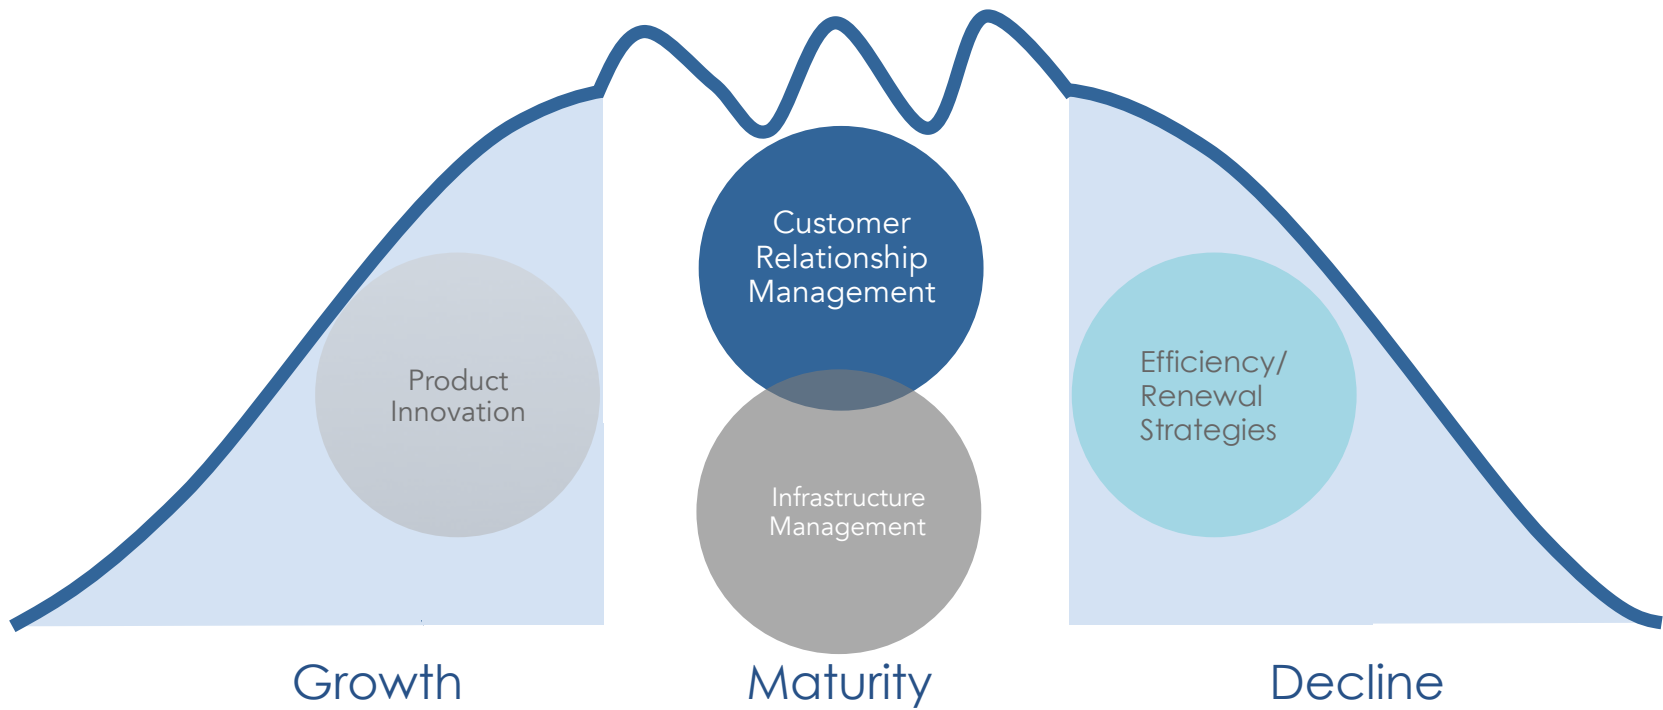 Customer
Relationship
Management
Product
Innovation
Efficiency/
Renewal
Strategies
Infrastructure
Management
Growth
Maturity
Decline